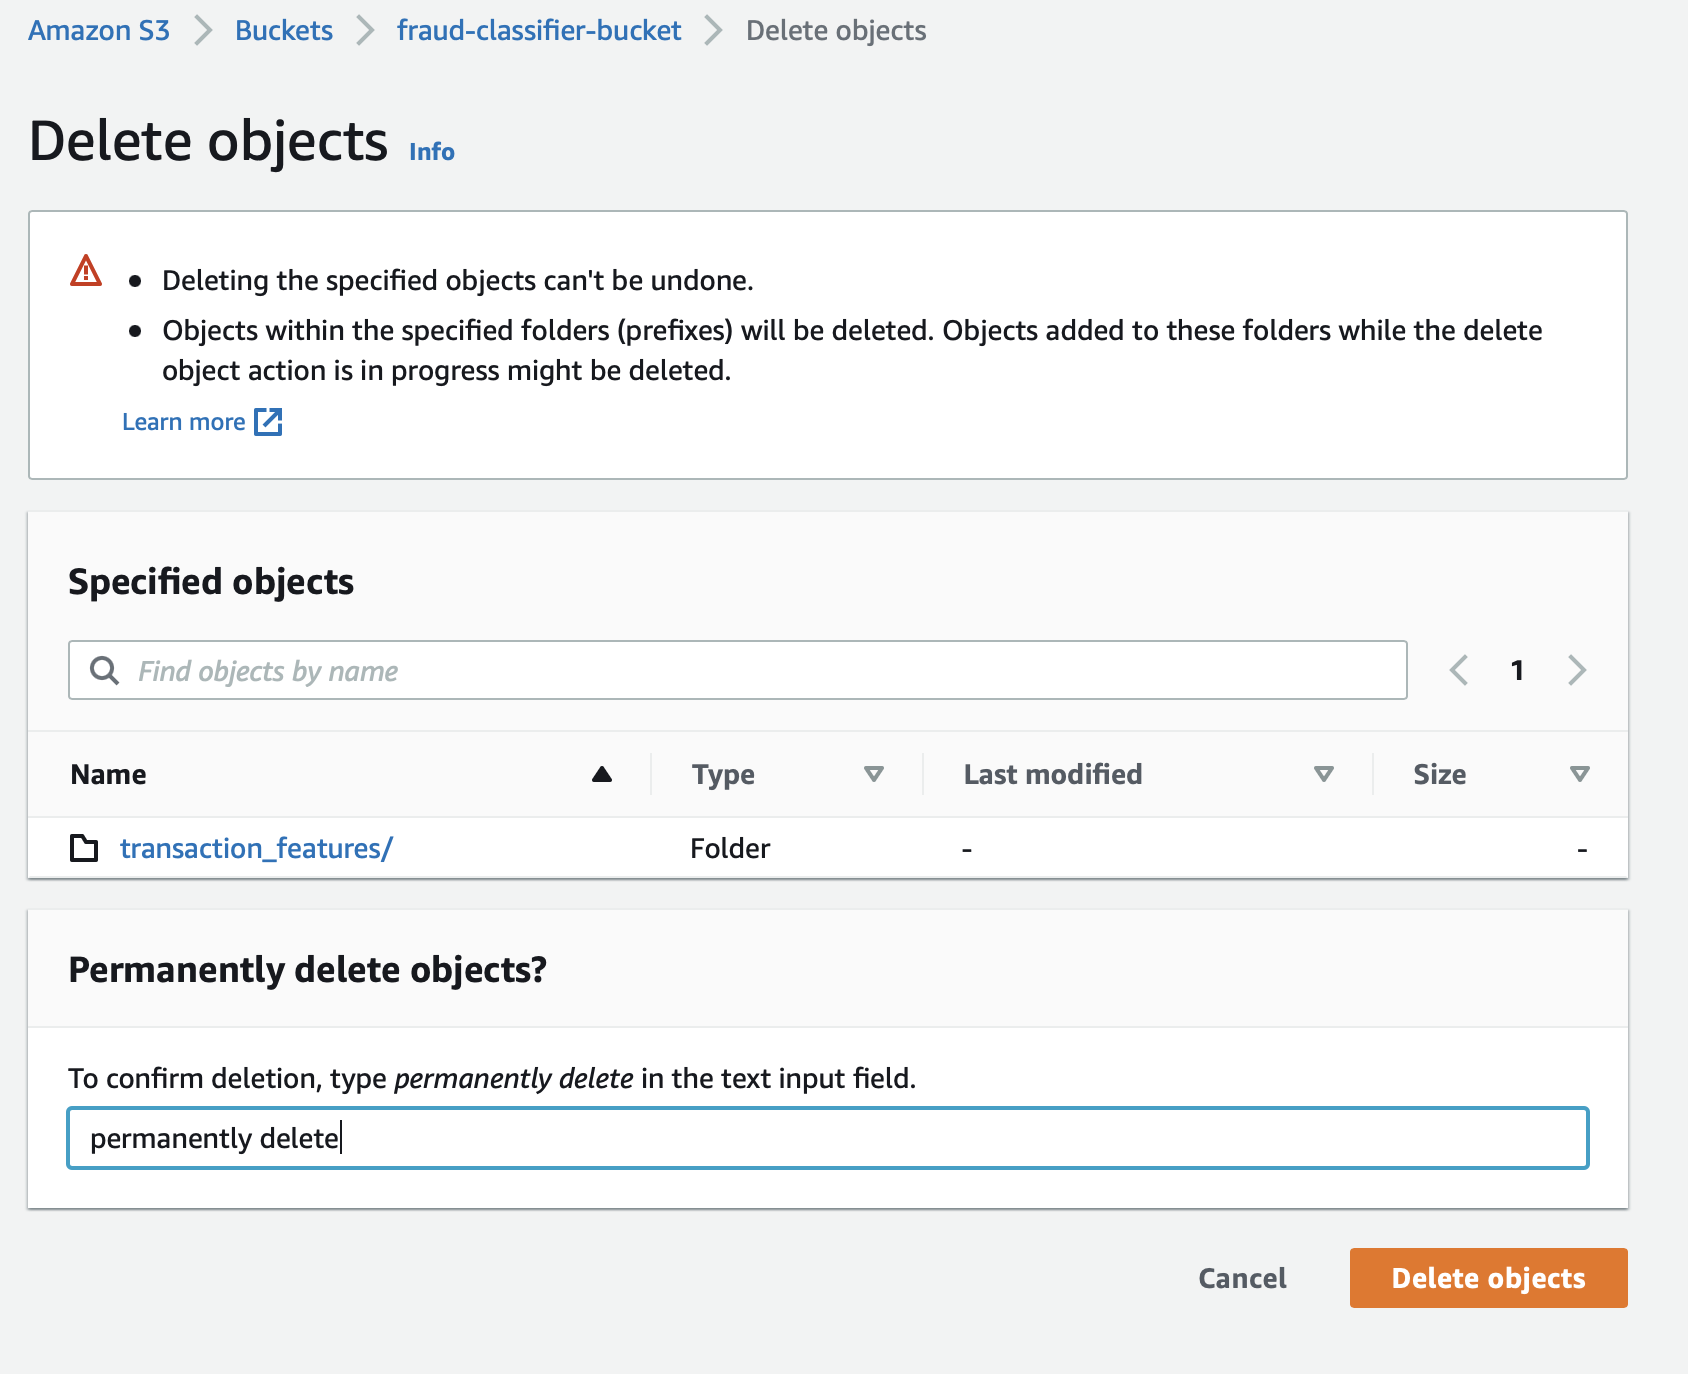 Amazon S3 > Buckets > fraud-classifier-bucket > Delete objects
Delete objects Info
• Deleting the specified objects can't be undone.
• Objects within the specified folders (prefixes) will be deleted. Objects added to these folders while the delete
object action is in progress might be deleted.
Learn more
Specified objects
Find objects by name
1
Name Type Last modified Size
transaction_features/ Folder - -
Permanently delete objects?
To confirm deletion, type permanently delete in the text input field.
permanently delete
Cancel Delete objects